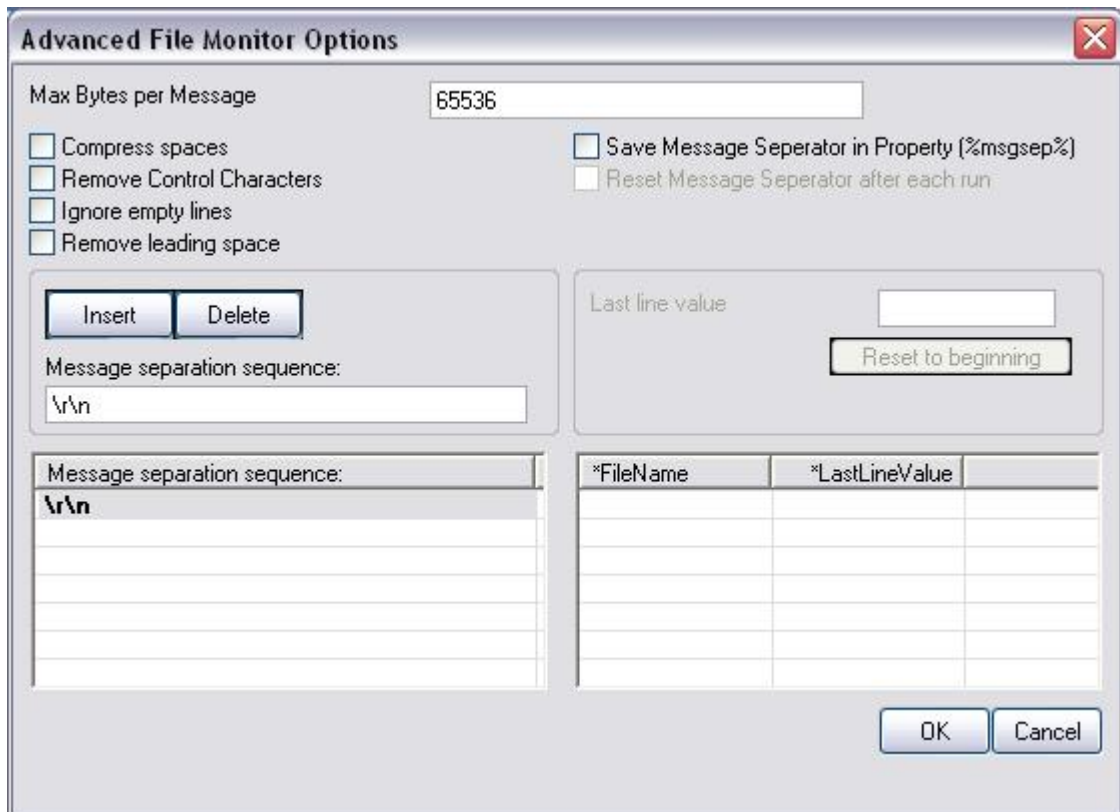 Advanced File Monitor Options
Max Bytes per Message 65536
Compress spaces
Remove Control Characters
Ignore empty lines
Remove leading space
Save Message Seperator in Property (%msgsep%)
Reset Message Seperator after each run
Insert Delete
Message separation sequence:
\r\n
Last line value
Reset to beginning
Message separation sequence:
\r\n
*FileName *LastLineValue
OK Cancel